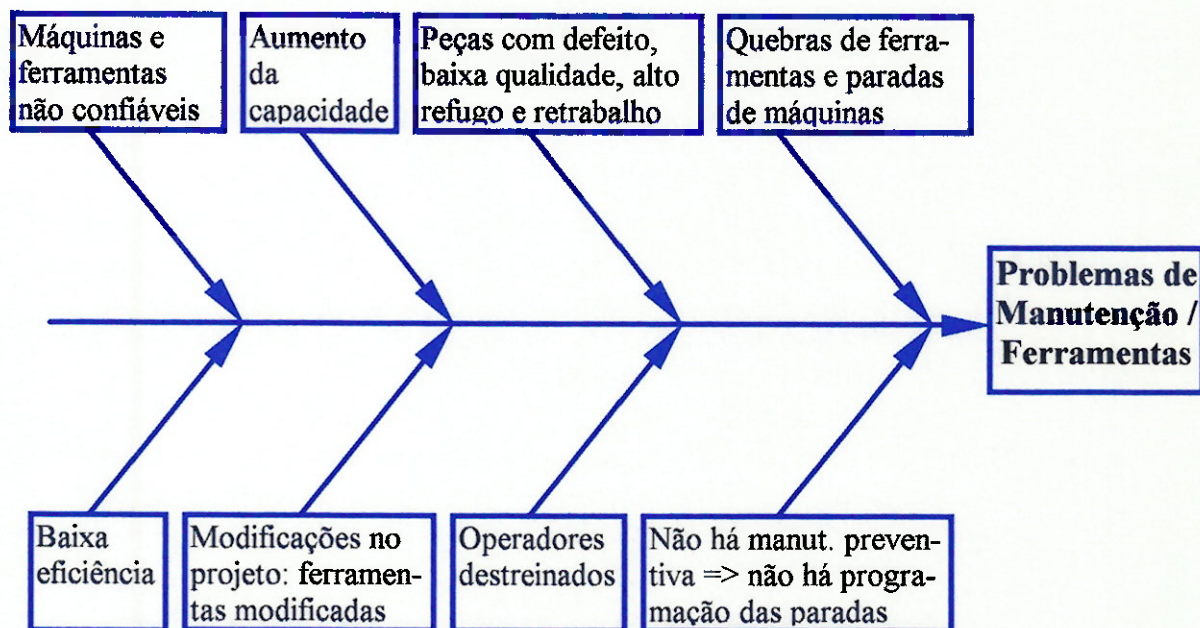 Máquinas e
ferramentas
não confiáveis
Aumento
da
capacidade
Peças com defeito,
baixa qualidade, alto
refugo e retrabalho
Quebras de ferra-
mentas e paradas
de máquinas
Problemas de
Manutenção /
Ferramentas
Baixa
eficiência
Modificações no
projeto: ferramen-
tas modificadas
Operadores
destreinados
Não há manut. preven-
tiva => não há progra-
mação das paradas